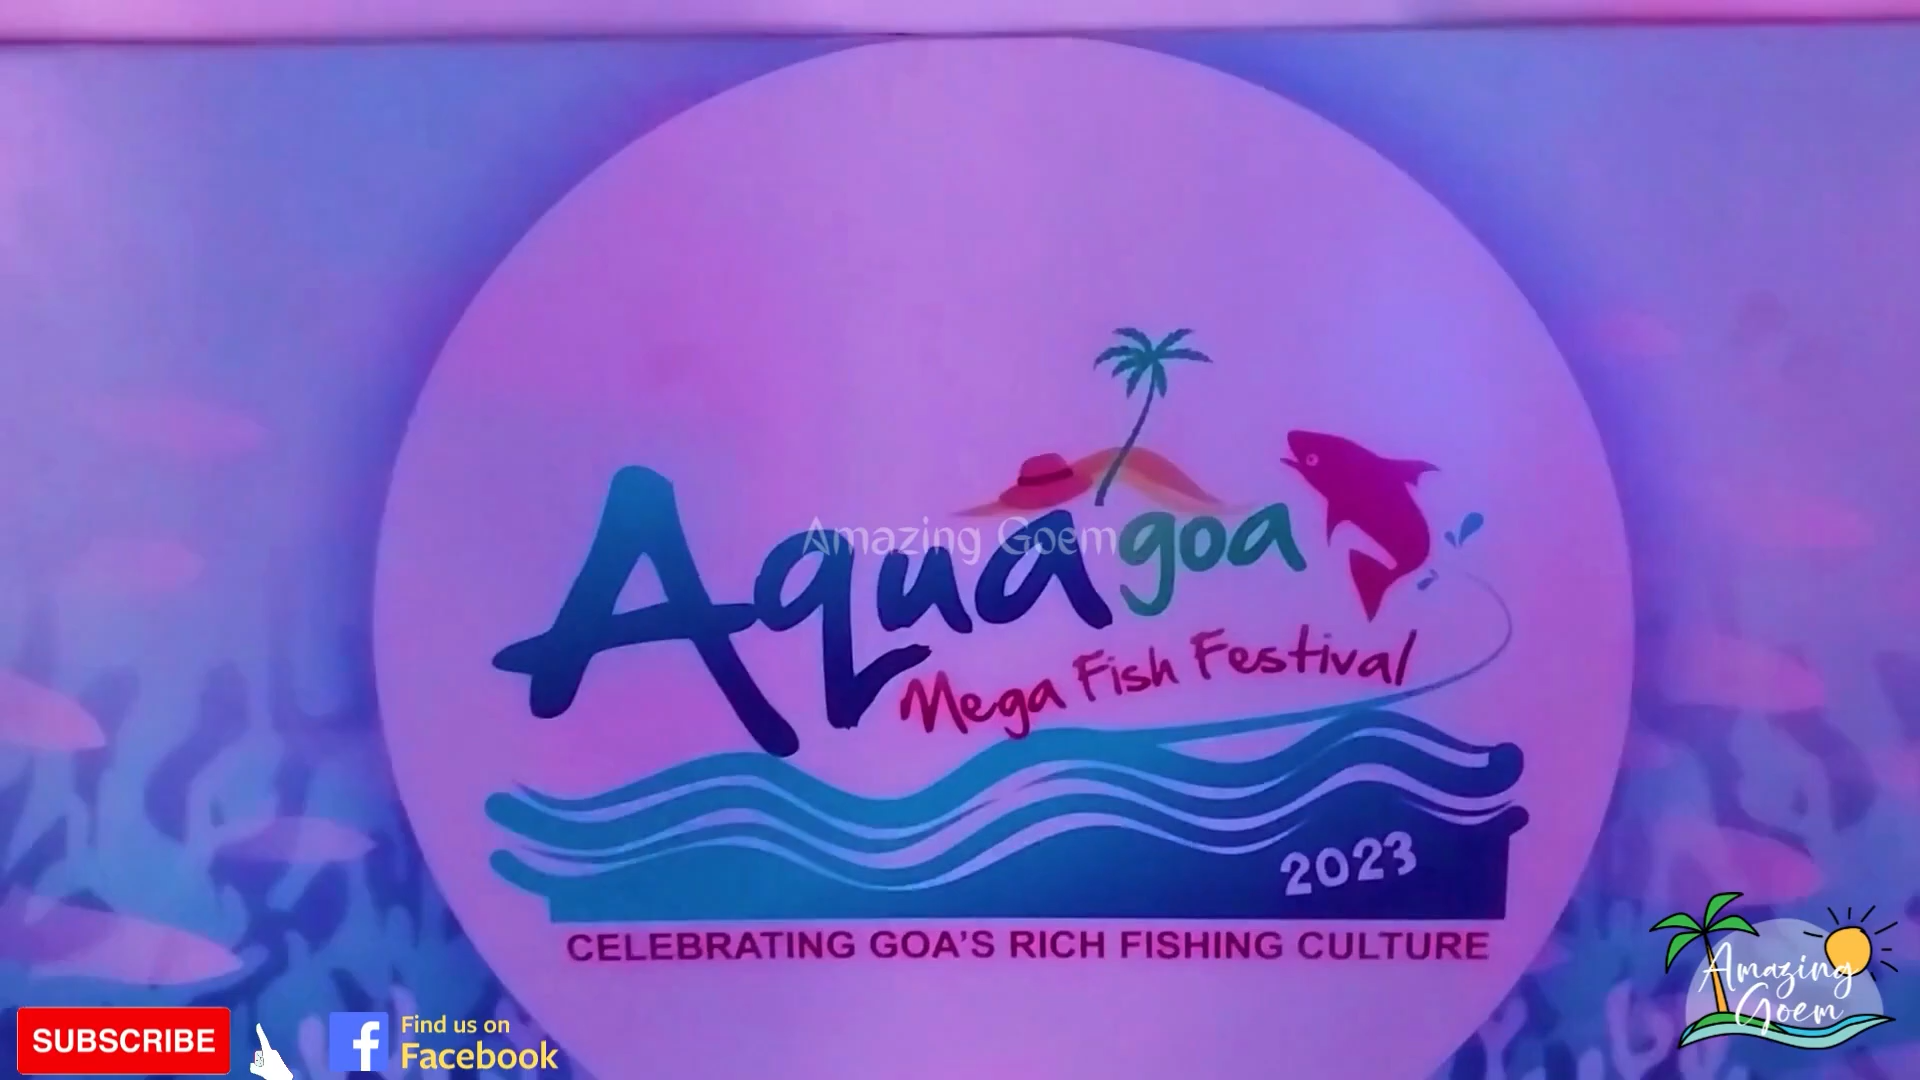 Aqua goa
Amazing Goem
Mega Fish Festival
2023
CELEBRATING GOA'S RICH FISHING CULTURE
SUBSCRIBE
Find us on
Facebook
Amazing
Goem